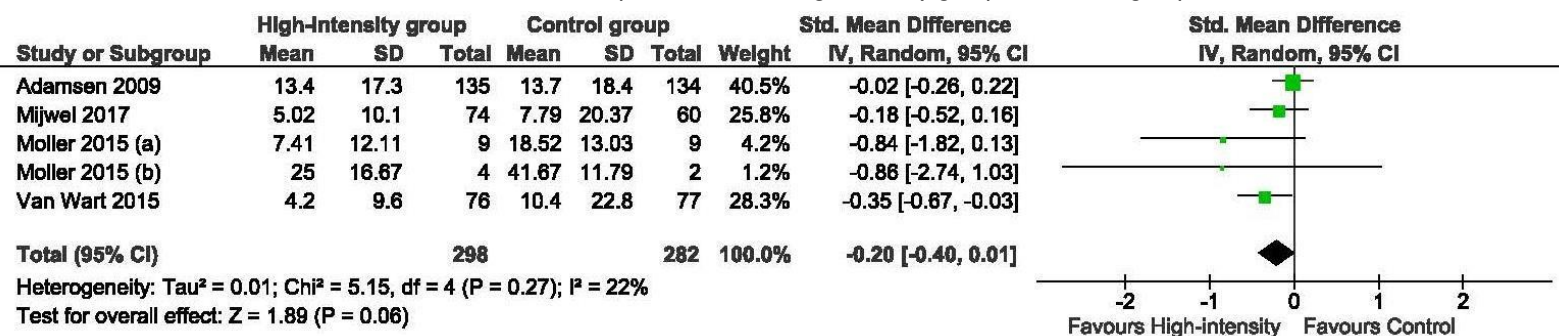 High-intensity group Control group Std. Mean Difference Std. Mean Difference
Study or Subgroup Mean SD Total Mean SD Total Weight IV, Random, 95% CI IV, Random, 95% CI
Adamsen 2009 13.4 17.3 135 13.7 18.4 134 40.5% -0.02 [-0.26, 0.22]
Mijwel 2017 5.02 10.1 74 7.79 20.37 60 25.8% -0.18 [-0.52, 0.16]
Moller 2015 (a) 7.41 12.11 9 18.52 13.03 9 4.2% -0.84 [-1.82, 0.13]
Moller 2015 (b) 25 16.67 4 41.67 11.79 2 1.2% -0.86 [-2.74, 1.03]
Van Wart 2015 4.2 9.6 76 10.4 22.8 77 28.3% -0.35 [-0.67, -0.03]
Total (95% CI) 298 282 100.0% -0.20 [-0.40, 0.01]
Heterogeneity: Tau² = 0.01; Chi² = 5.15, df = 4 (P = 0.27); I² = 22%
Test for overall effect: Z = 1.89 (P = 0.06)
-2 -1 0 1 2
Favours High-intensity Favours Control